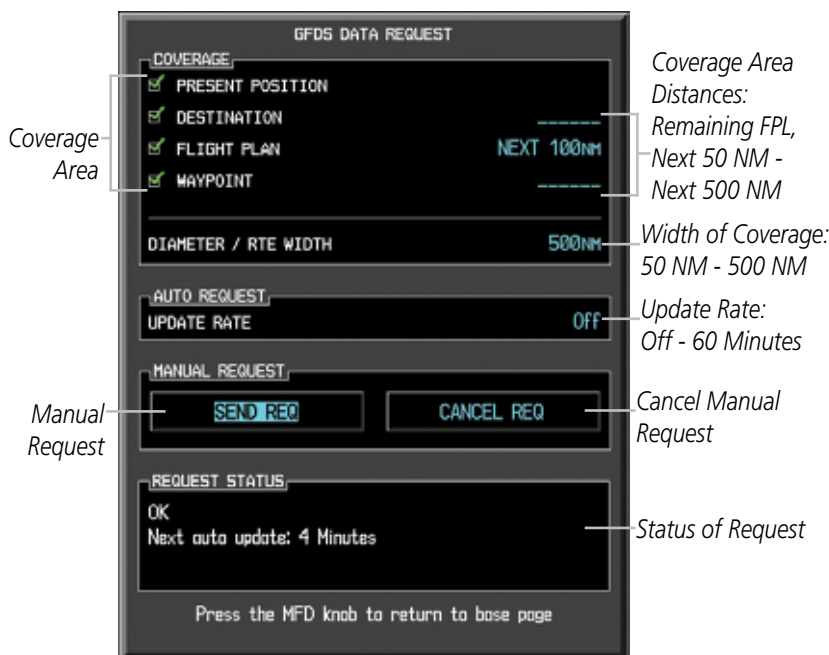 GFDS DATA REQUEST
COVERAGE
PRESENT POSITION
DESTINATION ______
FLIGHT PLAN NEXT 100NM
WAYPOINT ______
DIAMETER / RTE WIDTH 500NM
AUTO REQUEST
UPDATE RATE Off
MANUAL REQUEST
SEND REQ CANCEL REQ
REQUEST STATUS
OK
Next auto update: 4 Minutes
Press the MFD knob to return to base page
Coverage
Area
Manual
Request
Coverage Area
Distances:
Remaining FPL,
Next 50 NM -
Next 500 NM
Width of Coverage:
50 NM - 500 NM
Update Rate:
Off - 60 Minutes
Cancel Manual
Request
Status of Request